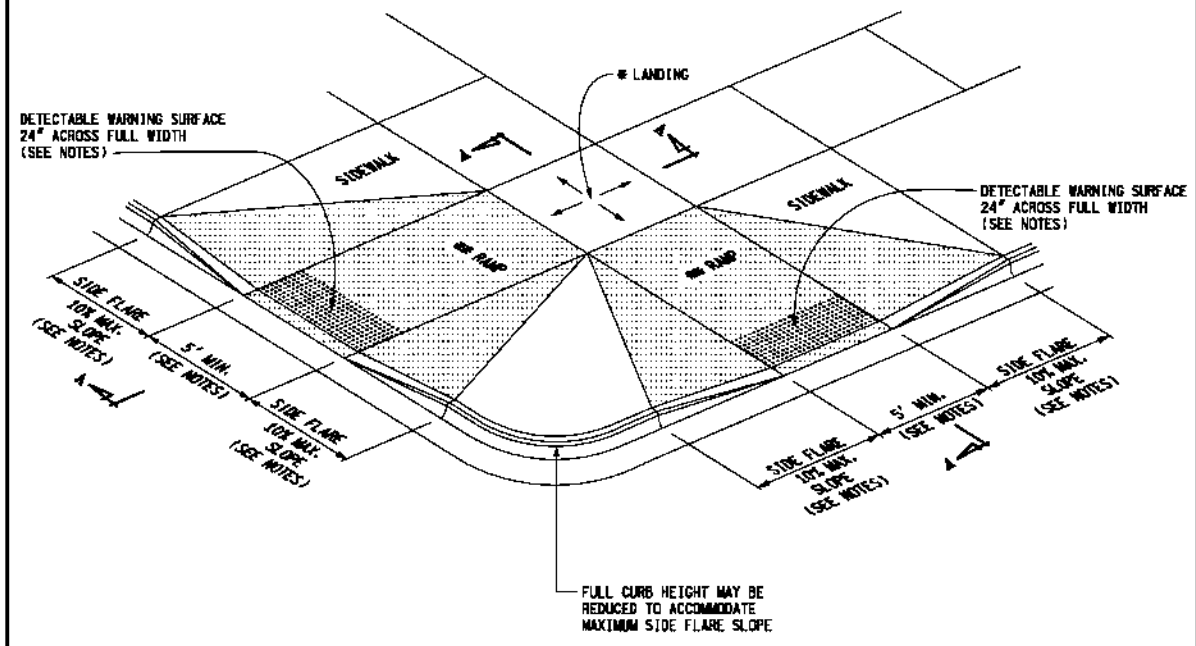 * LANDING
DETECTABLE WARNING SURFACE
24" ACROSS FULL WIDTH
(SEE NOTES)
SIDEWALK
A
A
SIDEWALK
DETECTABLE WARNING SURFACE
24" ACROSS FULL WIDTH
(SEE NOTES)
** RAMP
** RAMP
SIDE FLARE
10% MAX.
SLOPE
(SEE NOTES)
5' MIN.
(SEE NOTES)
SIDE FLARE
10% MAX.
SLOPE
(SEE NOTES)
A
SIDE FLARE
10% MAX.
SLOPE
(SEE NOTES)
5' MIN.
(SEE NOTES)
SIDE FLARE
10% MAX.
SLOPE
(SEE NOTES)
A
FULL CURB HEIGHT MAY BE
REDUCED TO ACCOMMODATE
MAXIMUM SIDE FLARE SLOPE